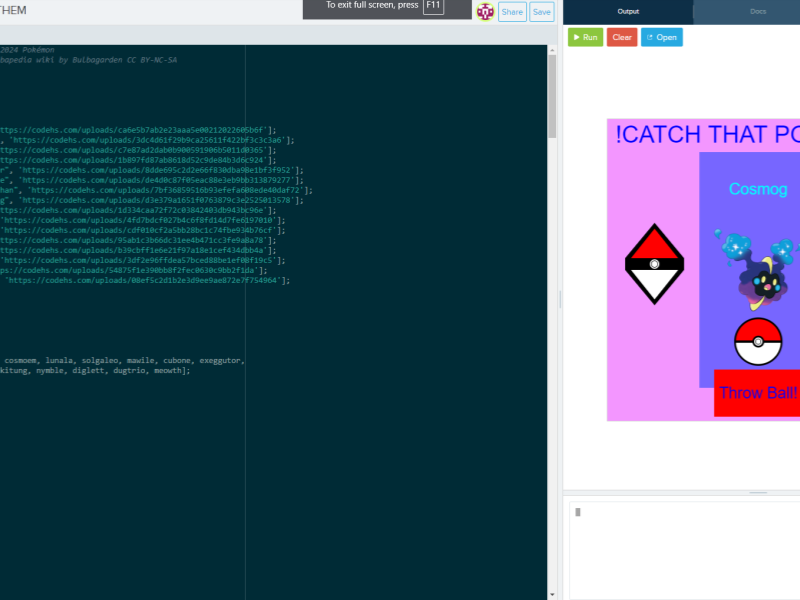 THEM
To exit full screen, press F11
Share
Save
Output
Docs
Run
Clear
Open
2024 Pokémon
bapedia wiki by Bulbagarden CC BY-NC-SA
ttps://codehs.com/uploads/ca6e5b7ab2e23aaa5e00212022605b6f'];
, 'https://codehs.com/uploads/3dc4d61f29b9ca25611f422bf3c3c3a6'];
ttps://codehs.com/uploads/c7e87ad2dab0b900591906b5011d0365'];
ttps://codehs.com/uploads/1b897fd87ab8618d52c9de84b3d6c924'];
r", 'https://codehs.com/uploads/8dde695c2d2e66f830dba98e1bf3f952'];
e", 'https://codehs.com/uploads/de4d0c87f05eac88e3eb9bb313879277'];
han", 'https://codehs.com/uploads/7bf36859516b93efefa608ede40daf72'];
g", 'https://codehs.com/uploads/d3e379a1651f0763879c3e2525013578'];
ttps://codehs.com/uploads/1d334caa72f72c03842403db943bc96e'];
'https://codehs.com/uploads/4fd7bdcf027b4c6f8fd14d7fe6197010'];
'https://codehs.com/uploads/cdf010cf2a5bb28bc1c74fbe934b76cf'];
ttps://codehs.com/uploads/95ab1c3b66dc31ee4b471cc3fe9a8a78'];
ttps://codehs.com/uploads/b39cbff1e6e21f97a18e1cef434dbb4a'];
'https://codehs.com/uploads/3df2e96ffdea57bced88be1ef08f19c5'];
ps://codehs.com/uploads/54875f1e390bb8f2fec0630c9bb2f1da'];
'https://codehs.com/uploads/08ef5c2d1b2e3d9ee9ae872e7f754964'];
cosmoem, lunala, solgaleo, mawile, cubone, exeggutor,
kitung, nymble, diglett, dugtrio, meowth];
!CATCH THAT PO
Cosmog
Throw Ball!